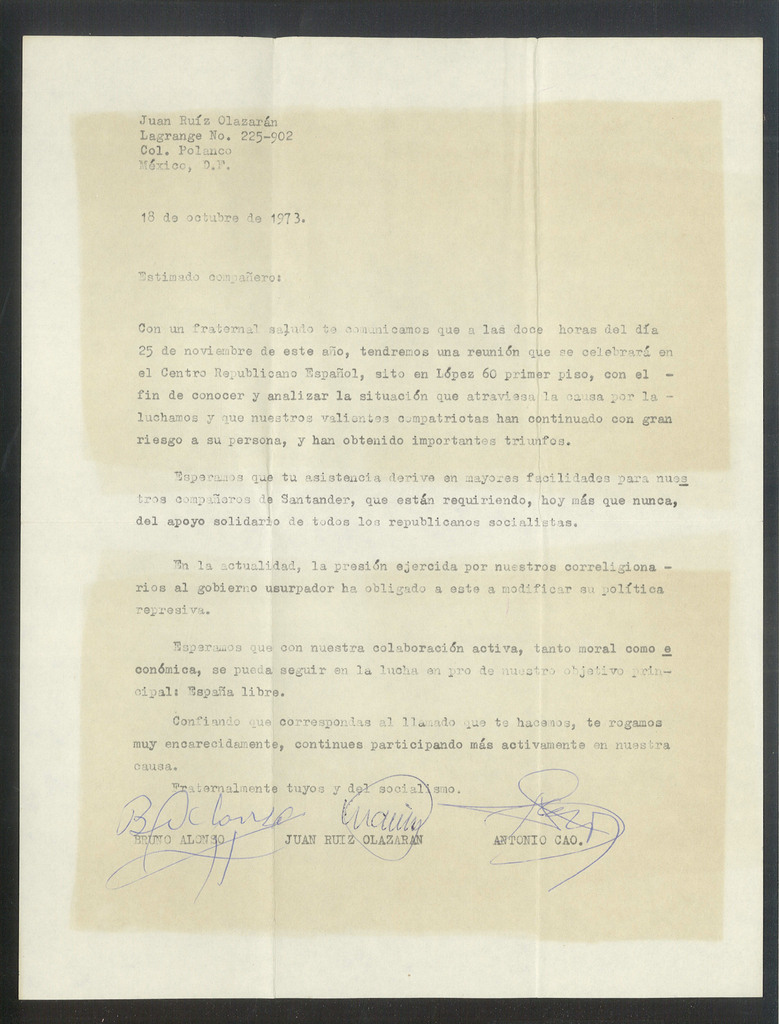 Juan Ruíz Olazarán
Lagrange No. 225-902
Col. Polanco
México, D.F.
18 de octubre de 1973.
Estimado compañero:
Con un fraternal saludo te comunicamos que a las doce horas del día
25 de noviembre de este año, tendremos una reunión que se celebrará en
el Centro Republicano Español, sito en López 60 primer piso, con el -
fin de conocer y analizar la situación que atraviesa la causa por la -
luchamos y que nuestros valientes compatriotas han continuado con gran
riesgo a su persona, y han obtenido importantes triunfos.
Esperamos que tu asistencia derive en mayores facilidades para nues
tros compañeros de Santander, que están requiriendo, hoy más que nunca,
del apoyo solidario de todos los republicanos socialistas.
En la actualidad, la presión ejercida por nuestros correligiona -
rios al gobierno usurpador ha obligado a este a modificar su política
represiva.
Esperamos que con nuestra colaboración activa, tanto moral como e
conómica, se pueda seguir en la lucha en pro de nuestro objetivo prin-
cipal: España libre.
Confiando que correspondas al llamado que te hacemos, te rogamos
muy encarecidamente, continues participando más activamente en nuestra
causa.
Fraternalmente tuyos y del socialismo.
B. Alonso
BRUNO ALONSO JUAN RUIZ OLAZARAN ANTONIO CAO.